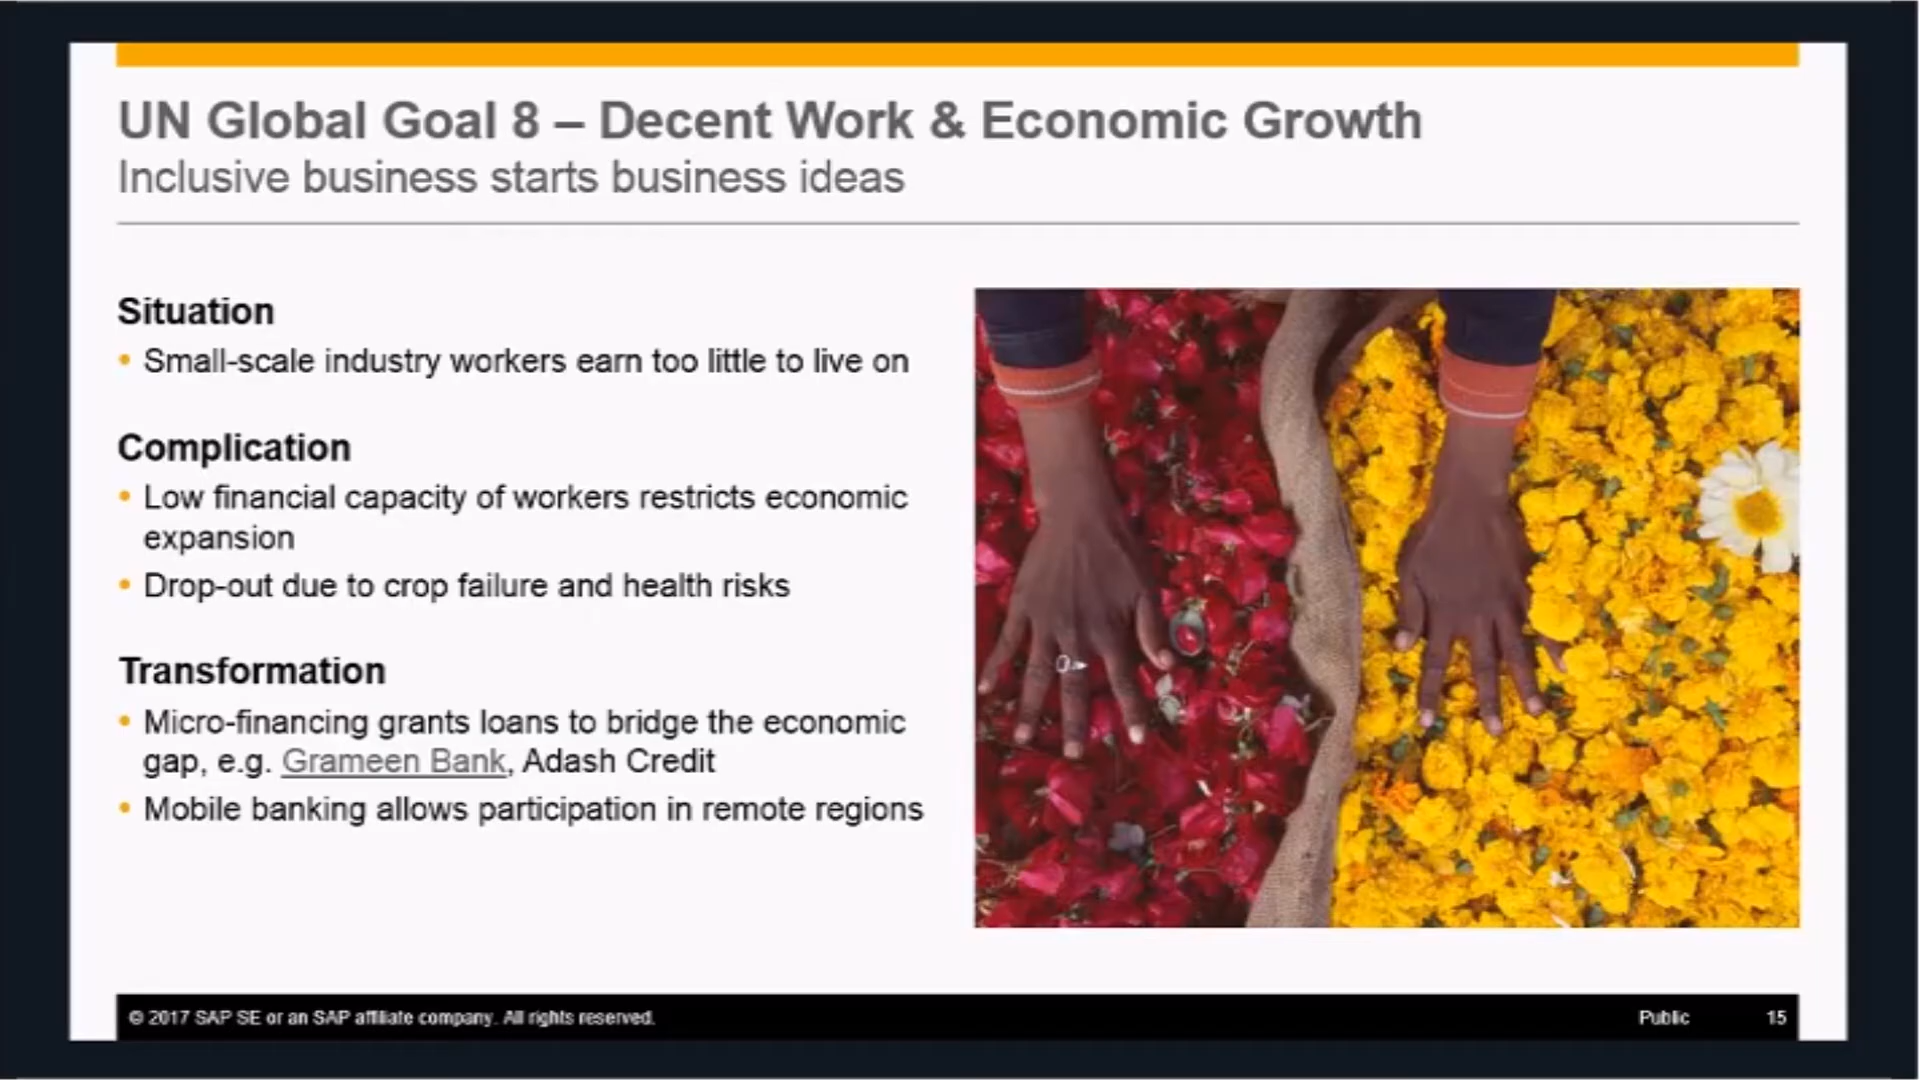 UN Global Goal 8 – Decent Work & Economic Growth
Inclusive business starts business ideas
Situation
• Small-scale industry workers earn too little to live on
Complication
• Low financial capacity of workers restricts economic
expansion
• Drop-out due to crop failure and health risks
Transformation
• Micro-financing grants loans to bridge the economic
gap, e.g. Grameen Bank, Adash Credit
• Mobile banking allows participation in remote regions
© 2017 SAP SE or an SAP affiliate company. All rights reserved.
Public 15